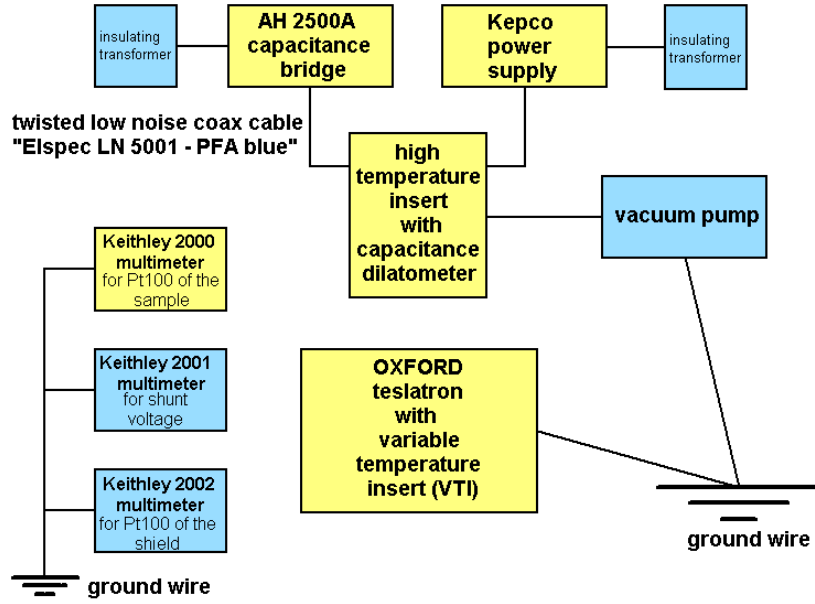 insulating
transformer
AH 2500A
capacitance
bridge
Kepco
power
supply
insulating
transformer
twisted low noise coax cable
"Elspec LN 5001 - PFA blue"
high
temperature
insert
with
capacitance
dilatometer
vacuum pump
Keithley 2000
multimeter
for Pt100 of the
sample
Keithley 2001
multimeter
for shunt
voltage
Keithley 2002
multimeter
for Pt100 of the
shield
OXFORD
teslatron
with
variable
temperature
insert (VTI)
ground wire
ground wire